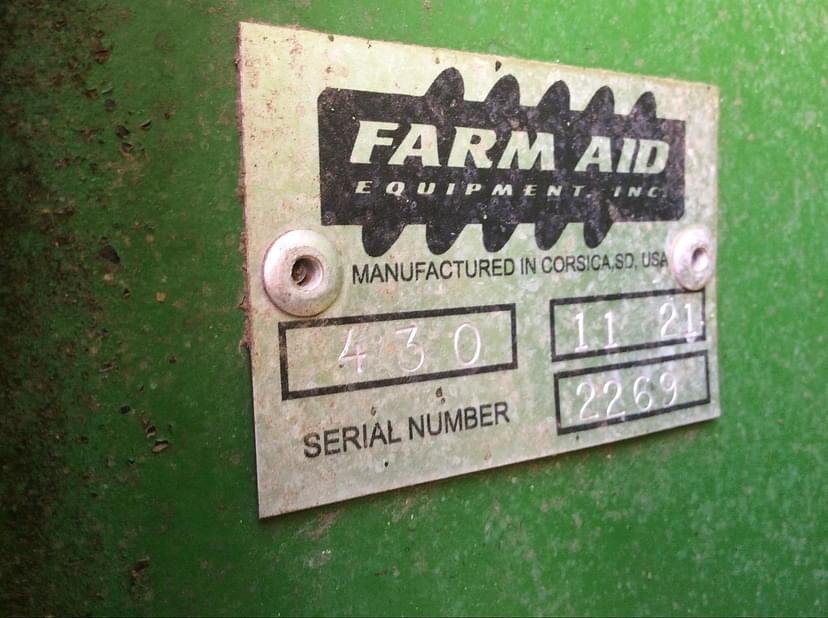 FARM AID
EQUIPMENT, INC.
MANUFACTURED IN CORSICA, SD, USA
430
11 21
SERIAL NUMBER
2269